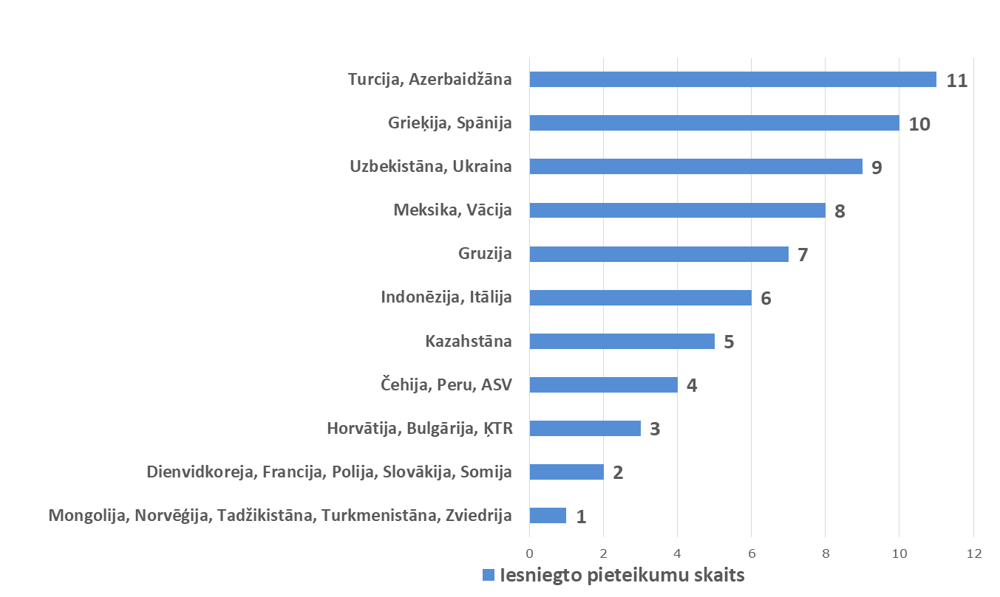 Turcija, Azerbaidžāna 11
Grieķija, Spānija 10
Uzbekistāna, Ukraina 9
Meksika, Vācija 8
Gruzija 7
Indonēzija, Itālija 6
Kazahstāna 5
Čehija, Peru, ASV 4
Horvātija, Bulgārija, ĶTR 3
Dienvidkoreja, Francija, Polija, Slovākija, Somija 2
Mongolija, Norvēģija, Tadžikistāna, Turkmenistāna, Zviedrija 1
0 2 4 6 8 10 12
Iesniegto pieteikumu skaits